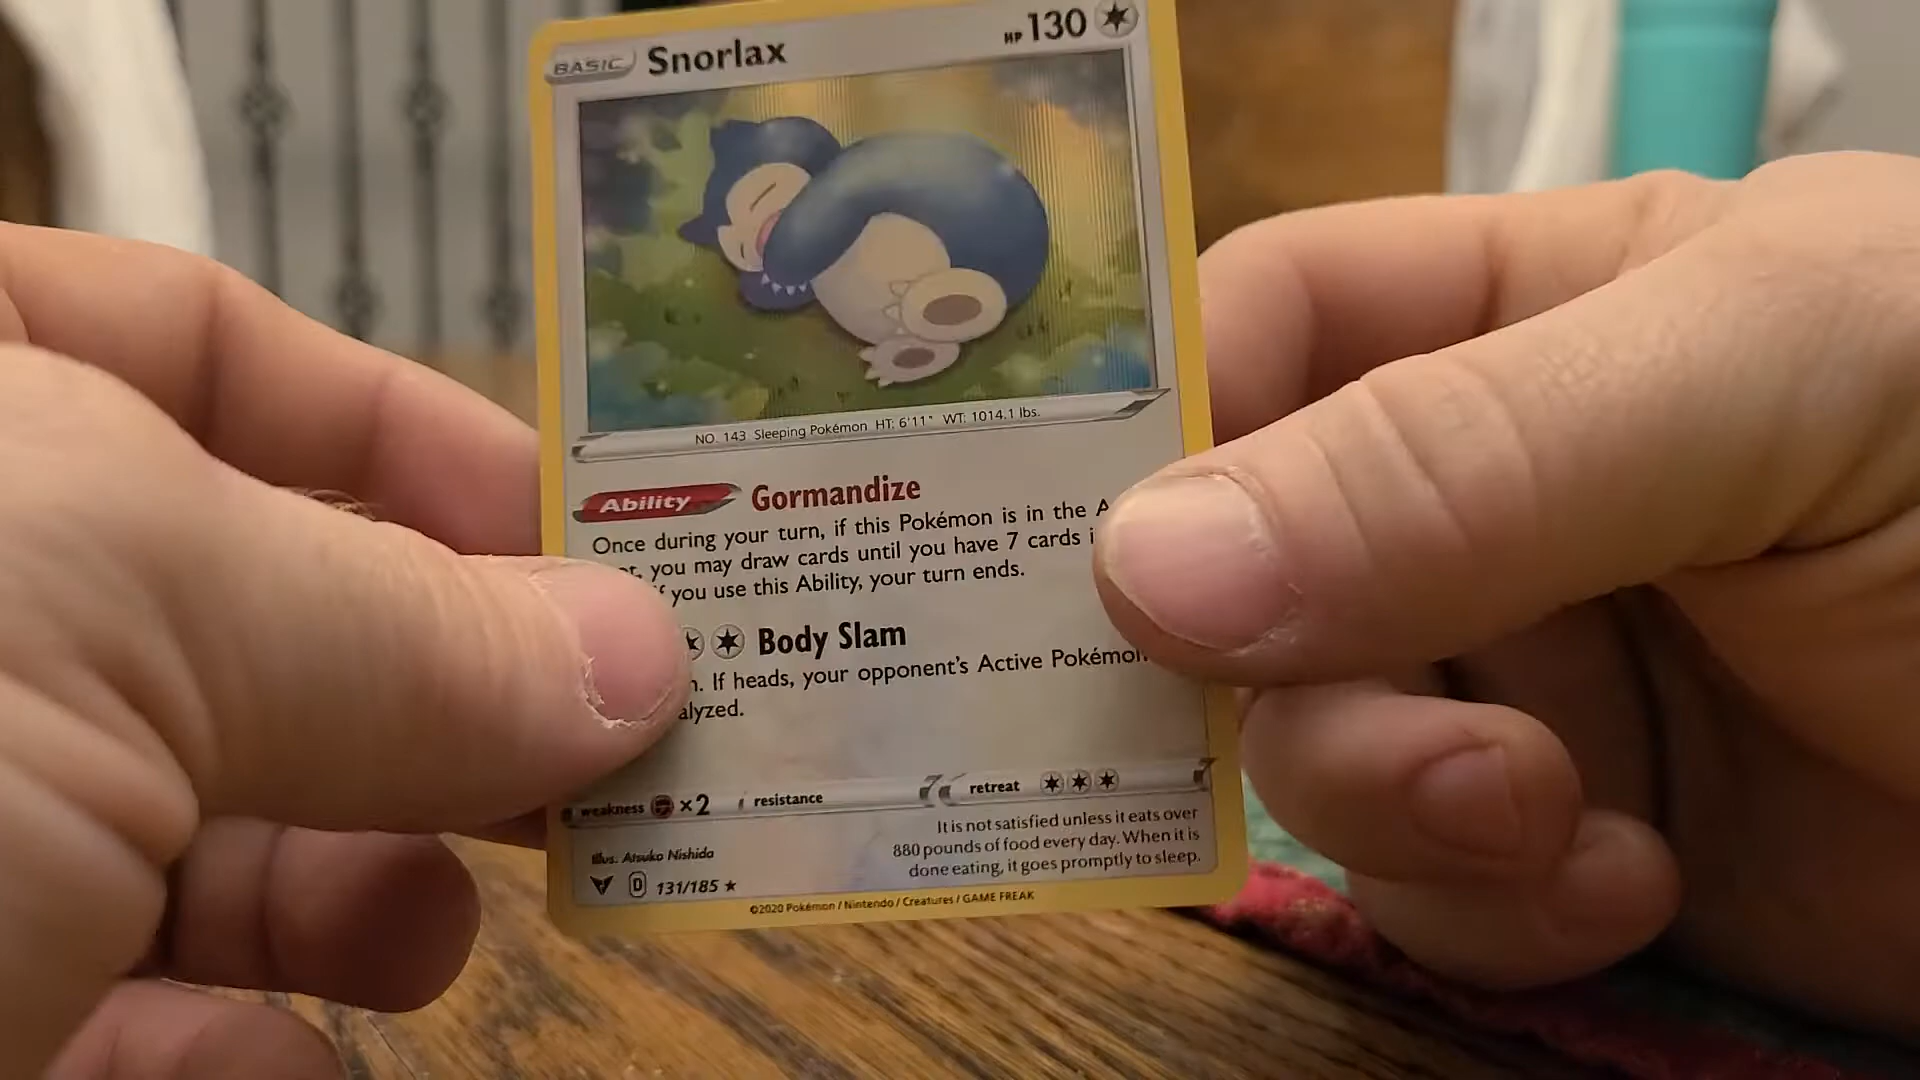 BASIC Snorlax HP 130
NO. 143 Sleeping Pokémon HT: 6'11" WT: 1014.1 lbs.
Ability Gormandize
Once during your turn, if this Pokémon is in the A
you may draw cards until you have 7 cards
you use this Ability, your turn ends.
Body Slam
If heads, your opponent's Active Pokémon
alyzed.
weakness ×2 resistance retreat
It is not satisfied unless it eats over
880 pounds of food every day. When it is
done eating, it goes promptly to sleep.
Illus. Atsuko Nishida
D 131/185 ★
©2020 Pokémon / Nintendo / Creatures / GAME FREAK